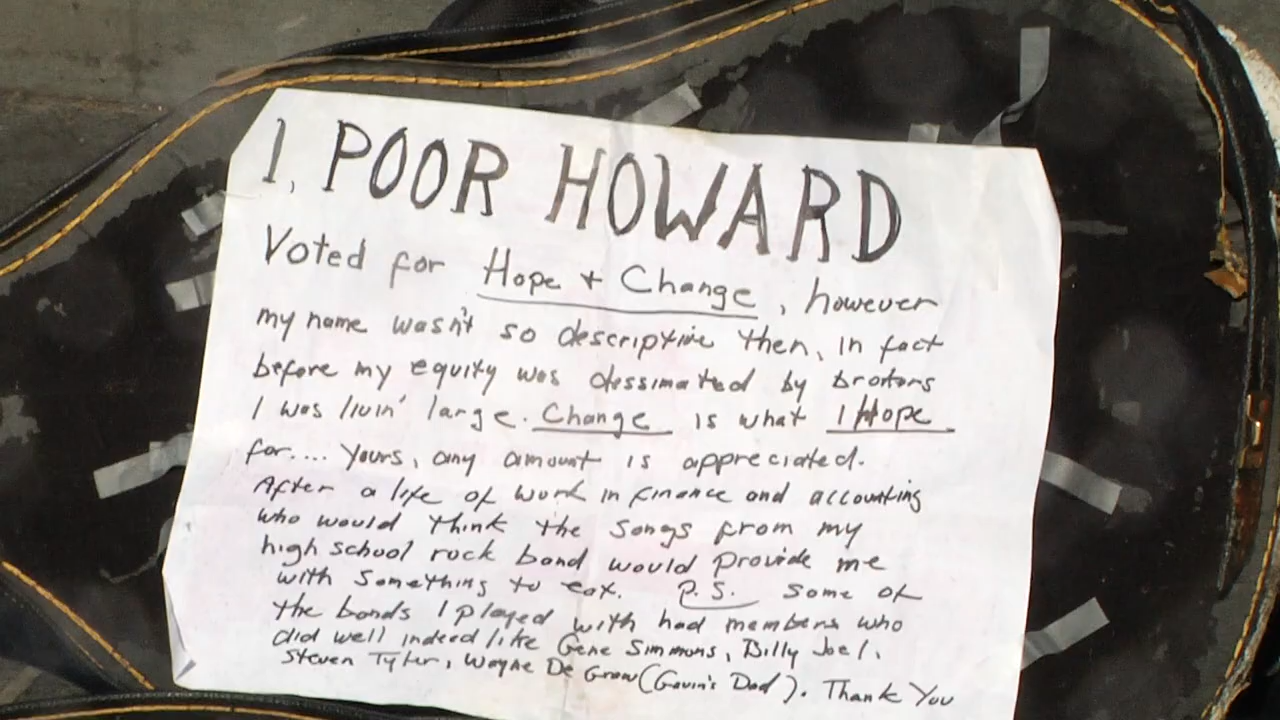 I, POOR HOWARD
Voted for Hope + Change, however
my name wasn't so descriptive then, in fact
before my equity was dessimated by brokers
I was livin' large. Change is what I Hope
for.... Yours, any amount is appreciated.
After a life of work in finance and accounting
who would think the songs from my
high school rock band would provide me
with something to eat. P.S. Some of
the bands I played with had members who
did well indeed like Gene Simmons, Billy Joel,
Steven Tyler, Wayne De Graw (Gavin's Dad). Thank You